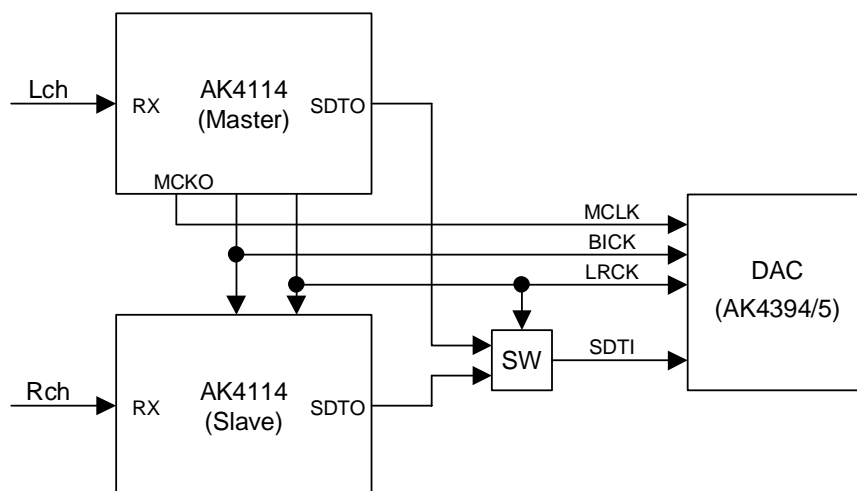 Lch
RX
AK4114
(Master)
SDTO
MCKO
MCLK
BICK
LRCK
DAC
(AK4394/5)
SW
SDTI
Rch
RX
AK4114
(Slave)
SDTO